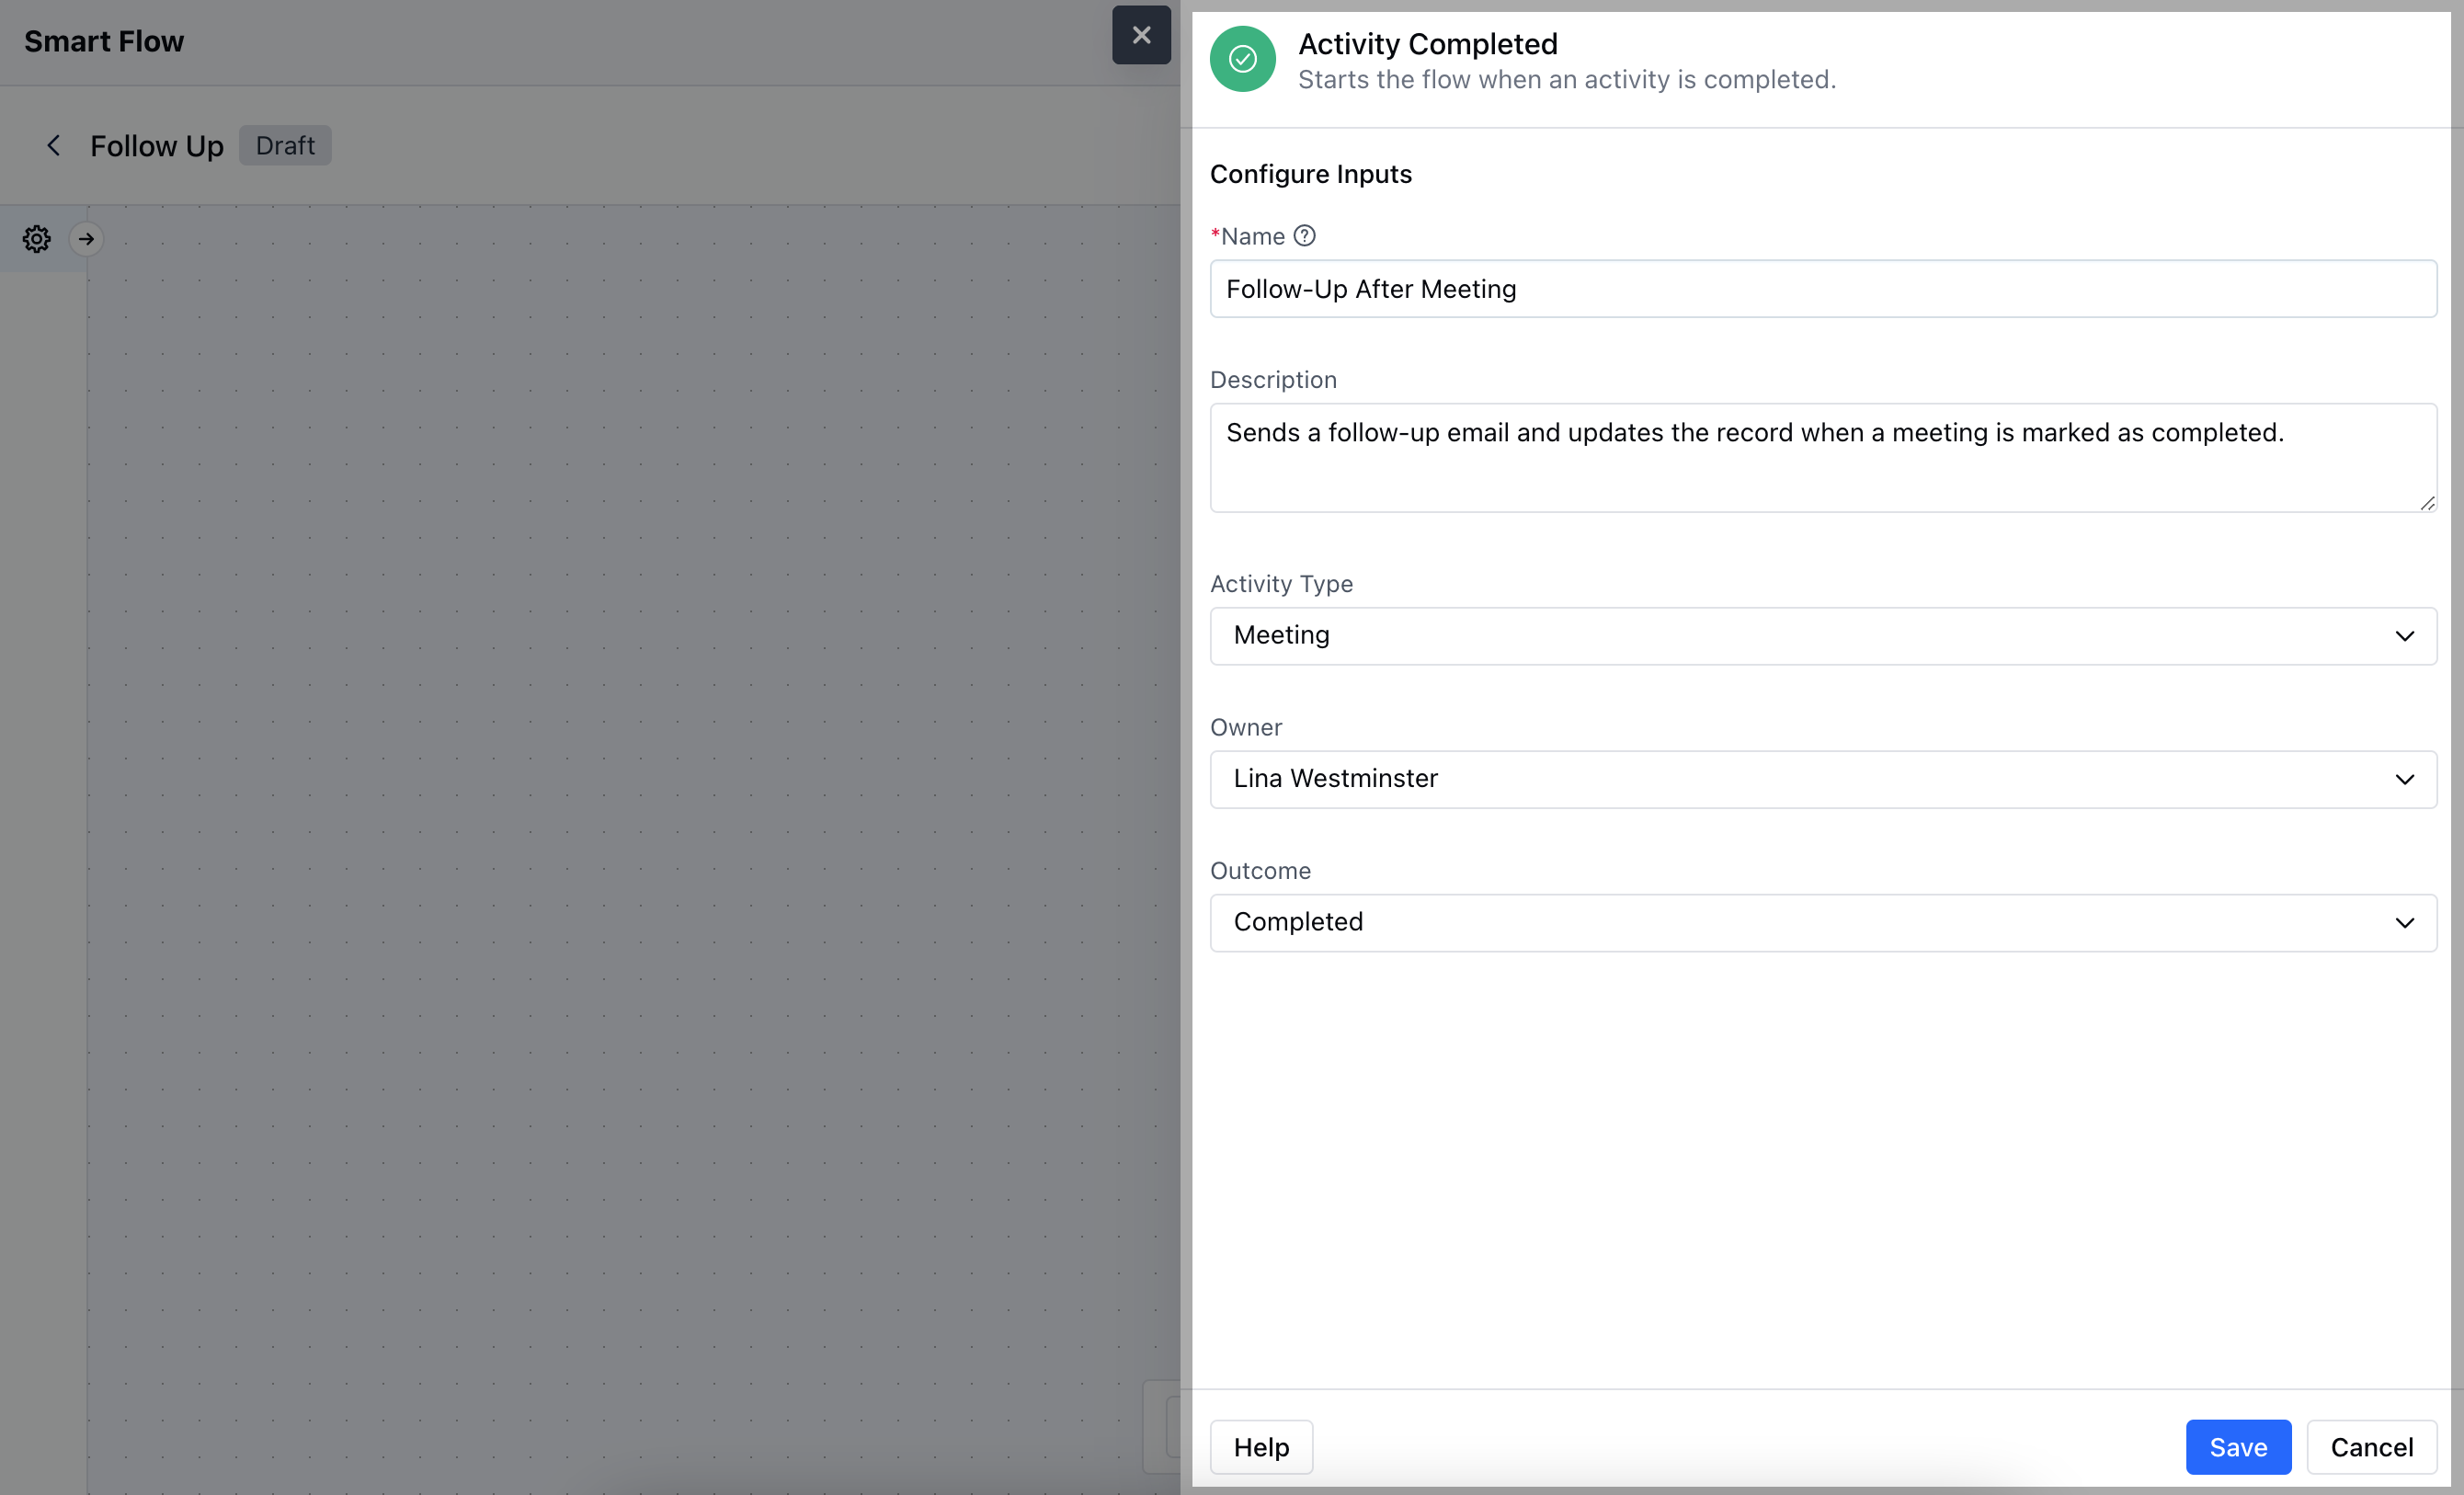 Smart Flow
Follow Up
Draft
Activity Completed
Starts the flow when an activity is completed.
Configure Inputs
*Name
Follow-Up After Meeting
Description
Sends a follow-up email and updates the record when a meeting is marked as completed.
Activity Type
Meeting
Owner
Lina Westminster
Outcome
Completed
Help
Save
Cancel